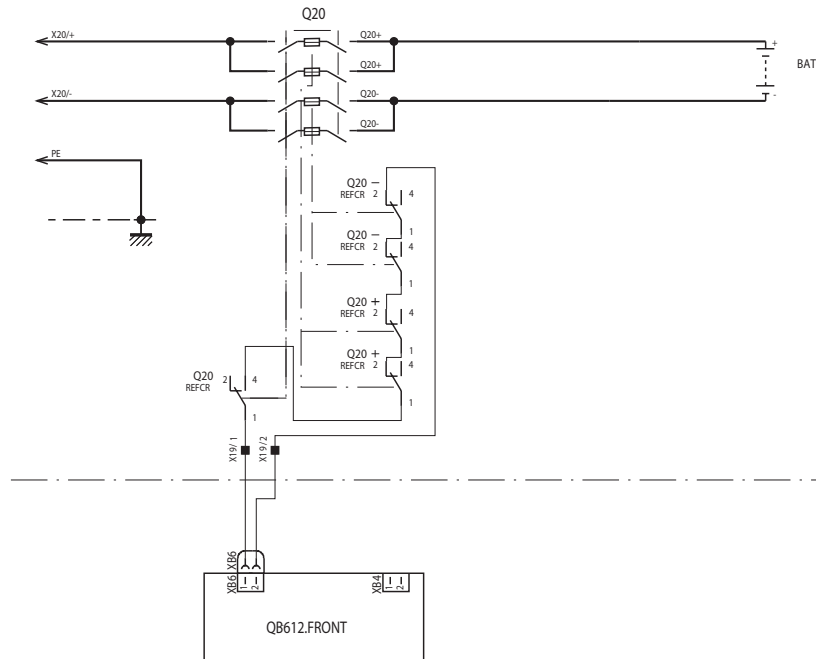 Q20
X20/+
Q20+
+
BAT
Q20+
X20/-
Q20-
-
Q20-
PE
Q20 –
REFCR 2 4
1
Q20 –
REFCR 2 4
1
Q20 +
REFCR 2 4
1
Q20 +
REFCR 2 4
1
Q20 2 4
REFCR
1
X19/1
X19/2
XB6
XB6
1
2
XB4
1
2
QB612.FRONT